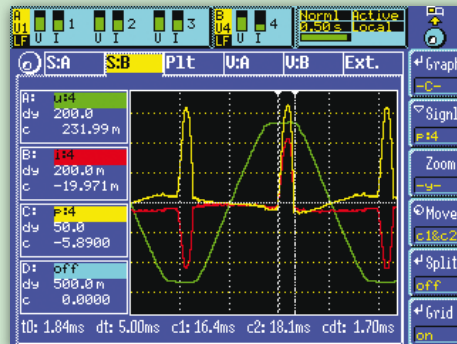 A U1 LF U I 1 U I 2 U I 3 B U4 LF U I 4 Norml Active
0.50s Local
S:A S:B Plt V:A V:B Ext.
A: u:4
dy 200.0
c 231.99 m
B: i:4
dy 200.0 m
c -19.971 m
C: p:4
dy 50.0
c -5.8900
D: off
dy 500.0 m
c 0.0000
t0: 1.84ms dt: 5.00ms c1: 16.4ms c2: 18.1ms cdt: 1.70ms
Graph
-C-
Signl
p:4
Zoom
-y-
Move
c1&c2
Split
off
Grid
on